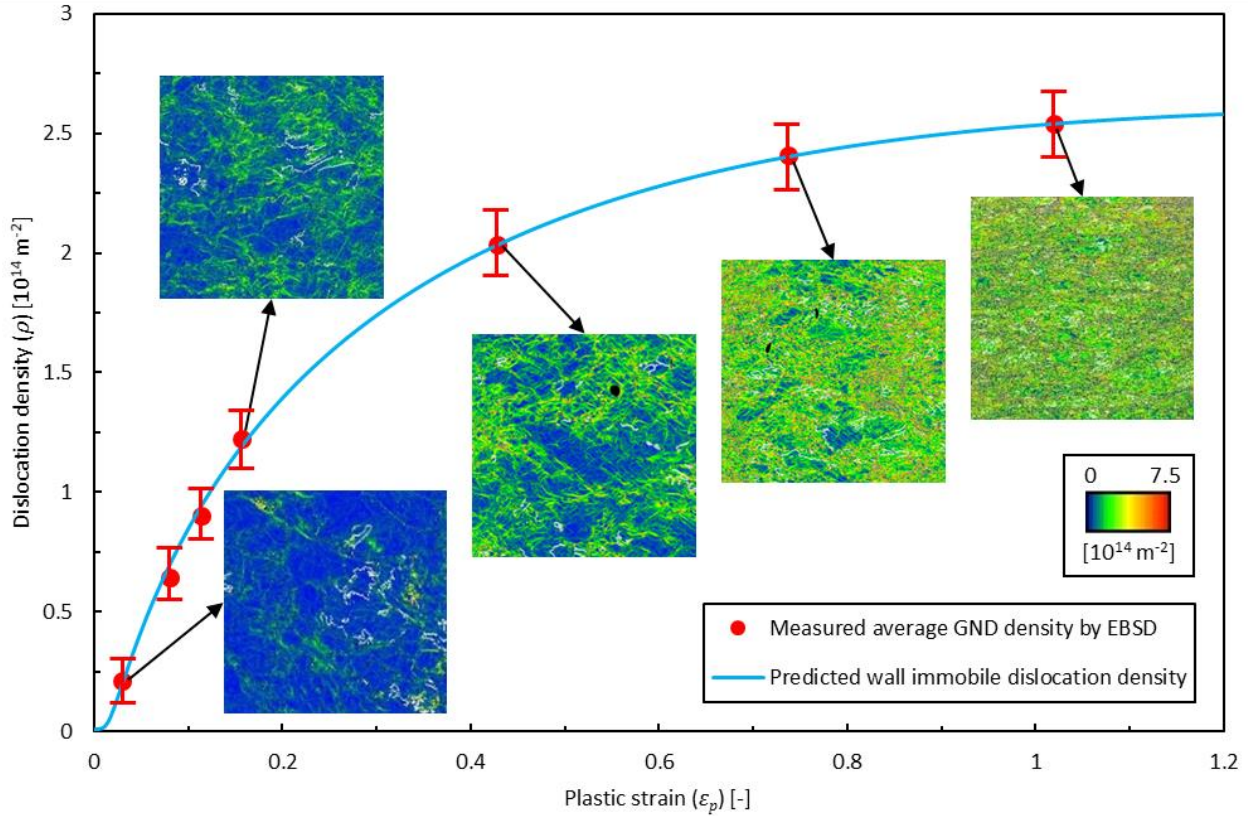 3
2.5
2
1.5
1
0.5
0
Dislocation density (ρ) [10¹⁴ m⁻²]
0 7.5
[10¹⁴ m⁻²]
Measured average GND density by EBSD
Predicted wall immobile dislocation density
0 0.2 0.4 0.6 0.8 1 1.2
Plastic strain (εₚ) [-]